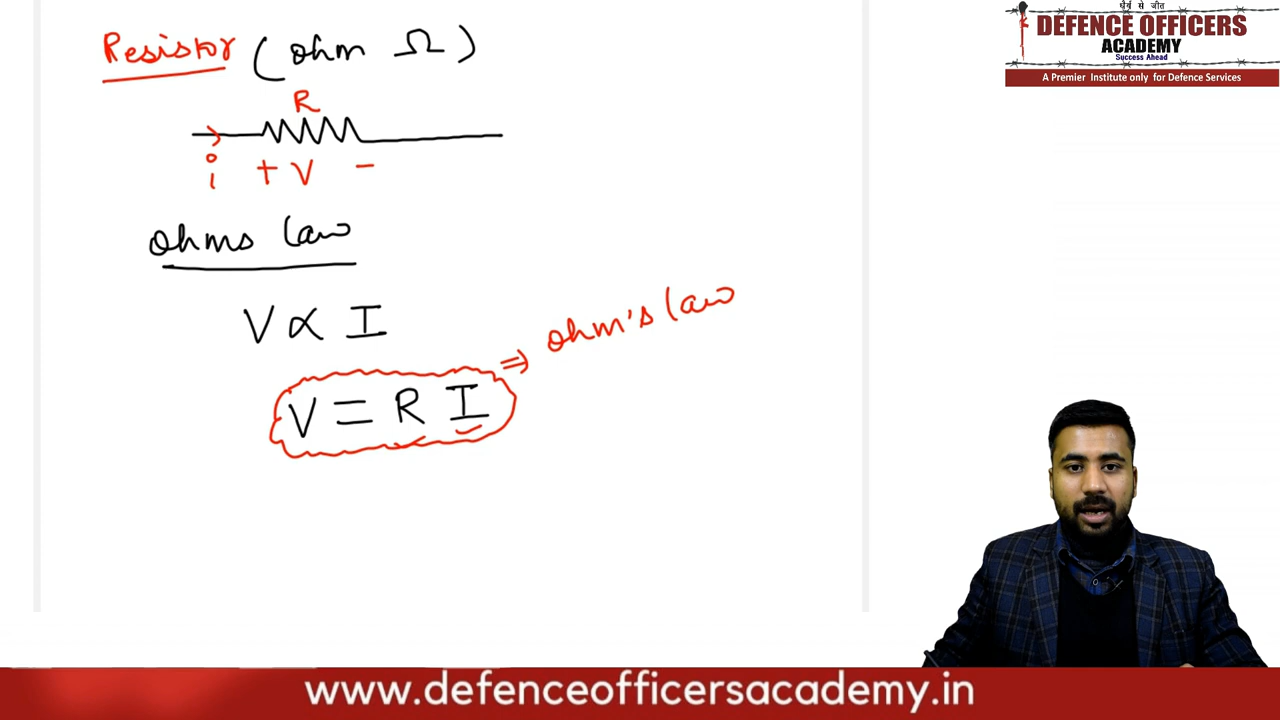 Resistor (ohm Ω)
R
i + V -
ohms law
V ∝ I
V = R I ⇒ ohm's law
धैर्य से जीत
DEFENCE OFFICERS
ACADEMY
Success Ahead
A Premier Institute only for Defence Services
www.defenceofficersacademy.in